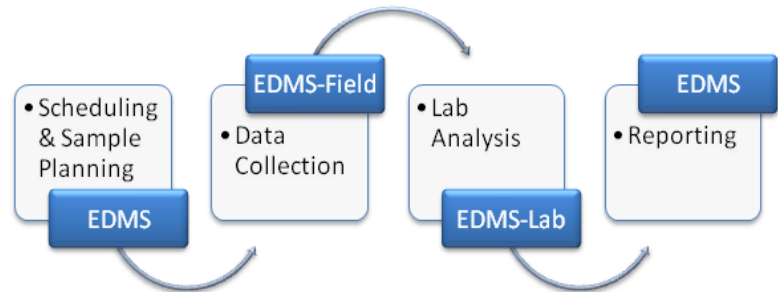 • Scheduling
& Sample
Planning
EDMS
EDMS-Field
• Data
Collection
• Lab
Analysis
EDMS-Lab
EDMS
• Reporting